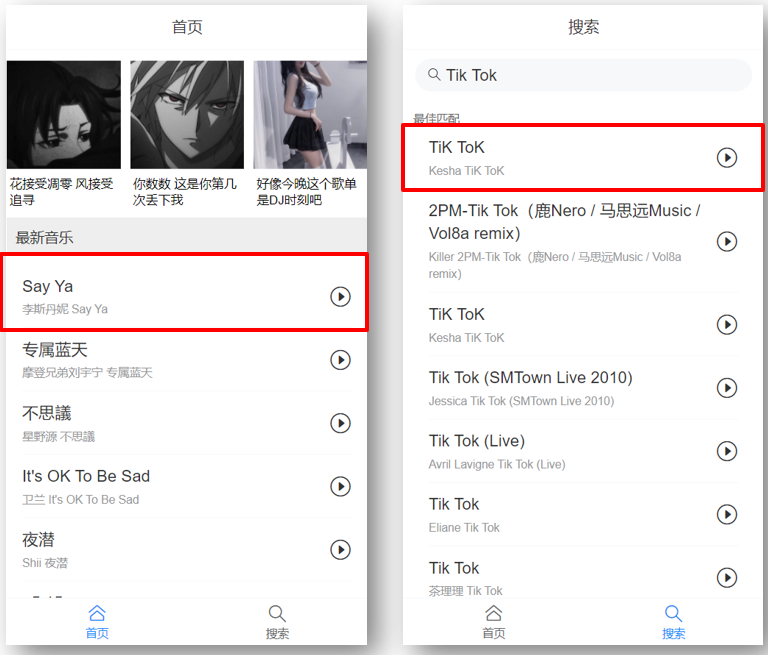 首页
花接受凋零 风接受
追寻
你数数 这是你第几
次丢下我
好像今晚这个歌单
是DJ时刻吧
最新音乐
Say Ya
李斯丹妮 Say Ya
专属蓝天
摩登兄弟刘宇宁 专属蓝天
不思議
星野源 不思議
It's OK To Be Sad
卫兰 It's OK To Be Sad
夜潜
Shii 夜潜
首页
搜索
搜索
Tik Tok
最佳匹配
TiK ToK
Kesha TiK ToK
2PM-Tik Tok（鹿Nero / 马思远Music /
Vol8a remix）
Killer 2PM-Tik Tok（鹿Nero / 马思远Music / Vol8a
remix）
TiK ToK
Kesha TiK ToK
Tik Tok (SMTown Live 2010)
Jessica Tik Tok (SMTown Live 2010)
Tik Tok (Live)
Avril Lavigne Tik Tok (Live)
Tik Tok
Eliane Tik Tok
Tik Tok
茶理理 Tik Tok
首页
搜索